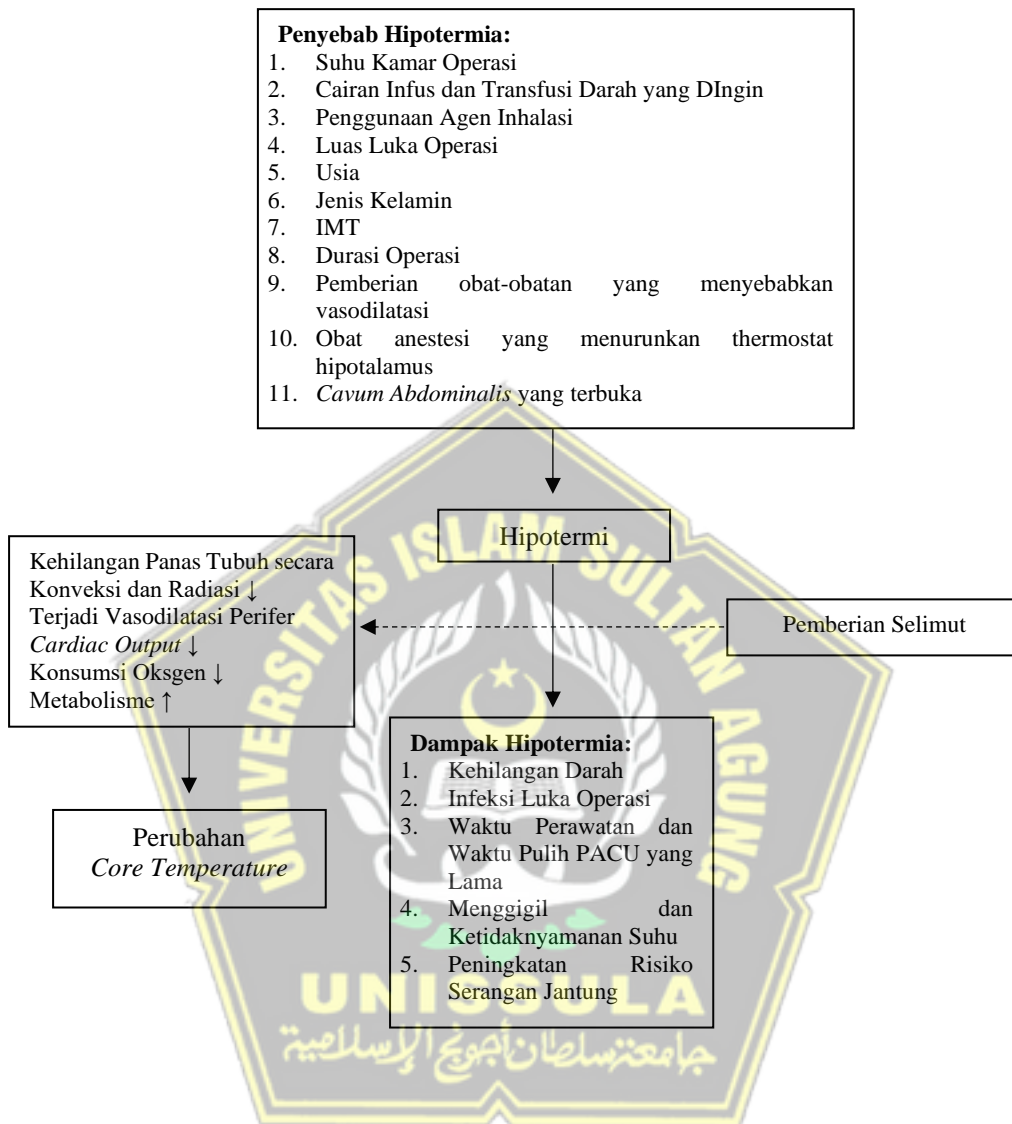 Penyebab Hipotermia:
1. Suhu Kamar Operasi
2. Cairan Infus dan Transfusi Darah yang DIngin
3. Penggunaan Agen Inhalasi
4. Luas Luka Operasi
5. Usia
6. Jenis Kelamin
7. IMT
8. Durasi Operasi
9. Pemberian obat-obatan yang menyebabkan
vasodilatasi
10. Obat anestesi yang menurunkan thermostat
hipotalamus
11. Cavum Abdominalis yang terbuka
Hipotermi
Kehilangan Panas Tubuh secara
Konveksi dan Radiasi ↓
Terjadi Vasodilatasi Perifer
Cardiac Output ↓
Konsumsi Oksgen ↓
Metabolisme ↑
Pemberian Selimut
Perubahan
Core Temperature
Dampak Hipotermia:
1. Kehilangan Darah
2. Infeksi Luka Operasi
3. Waktu Perawatan dan
Waktu Pulih PACU yang
Lama
4. Menggigil dan
Ketidaknyamanan Suhu
5. Peningkatan Risiko
Serangan Jantung
UNIVERSITAS ISLAM SULTAN AGUNG
UNISSULA
جامعة سلطان أجونج الإسلامية